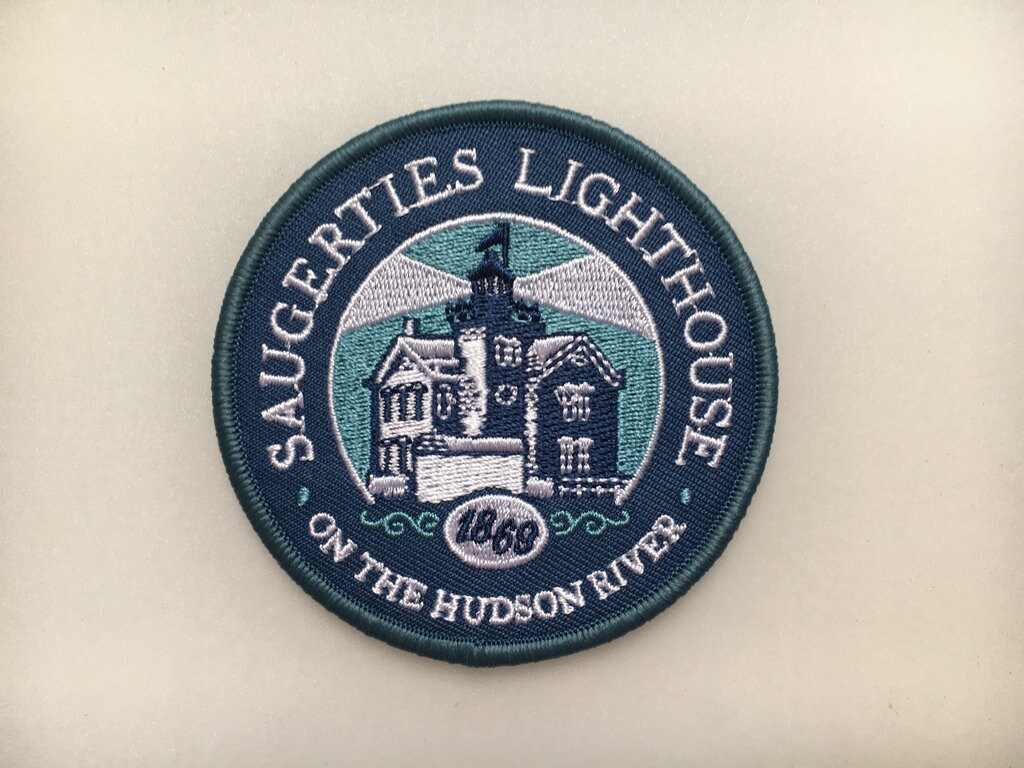 SAUGERTIES LIGHTHOUSE
1869
ON THE HUDSON RIVER